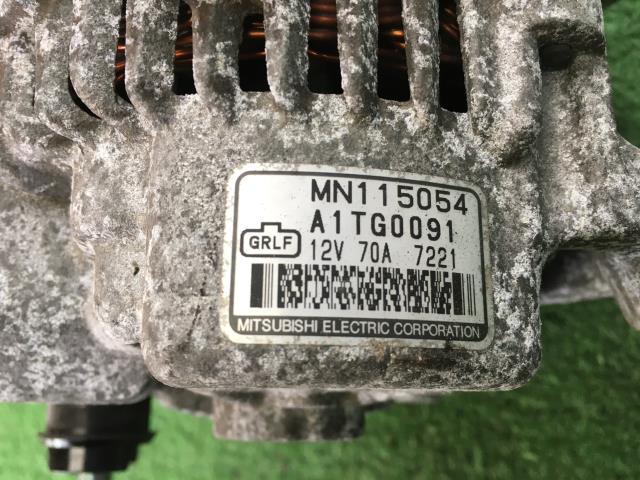 MN115054
A1TG0091
GRLF 12V 70A 7221
MITSUBISHI ELECTRIC CORPORATION